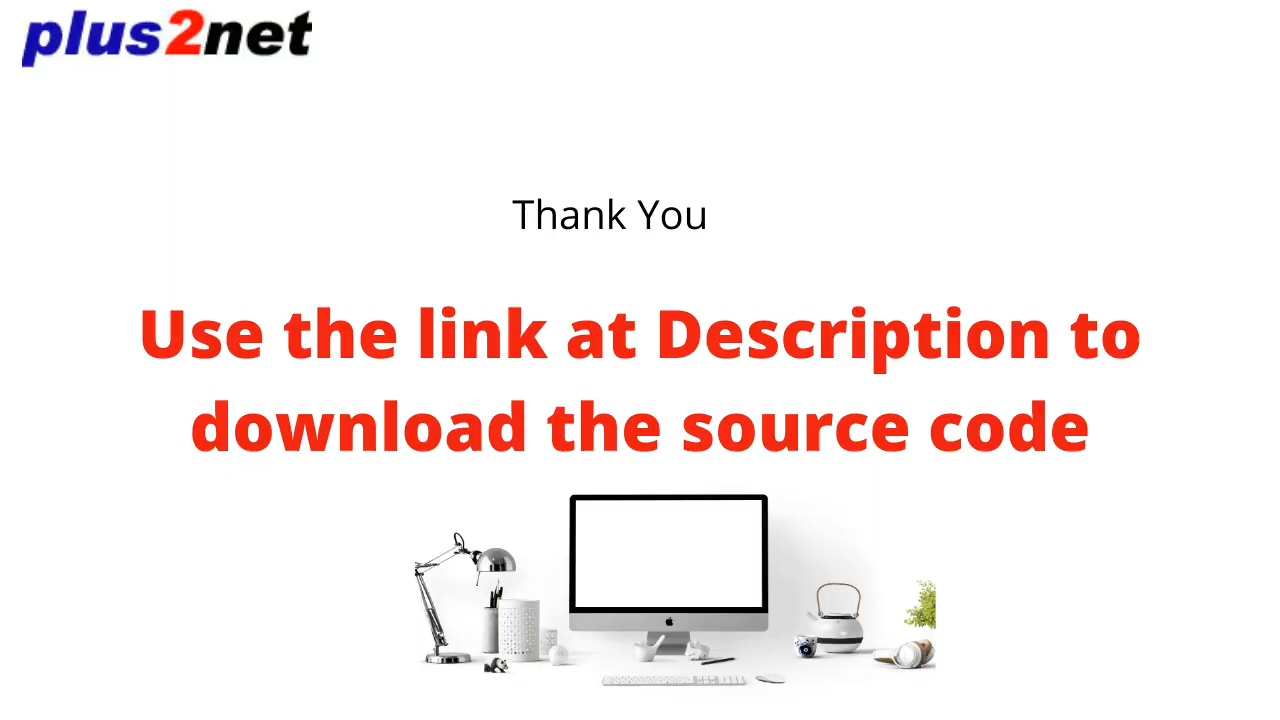 plus2net
Thank You
Use the link at Description to
download the source code